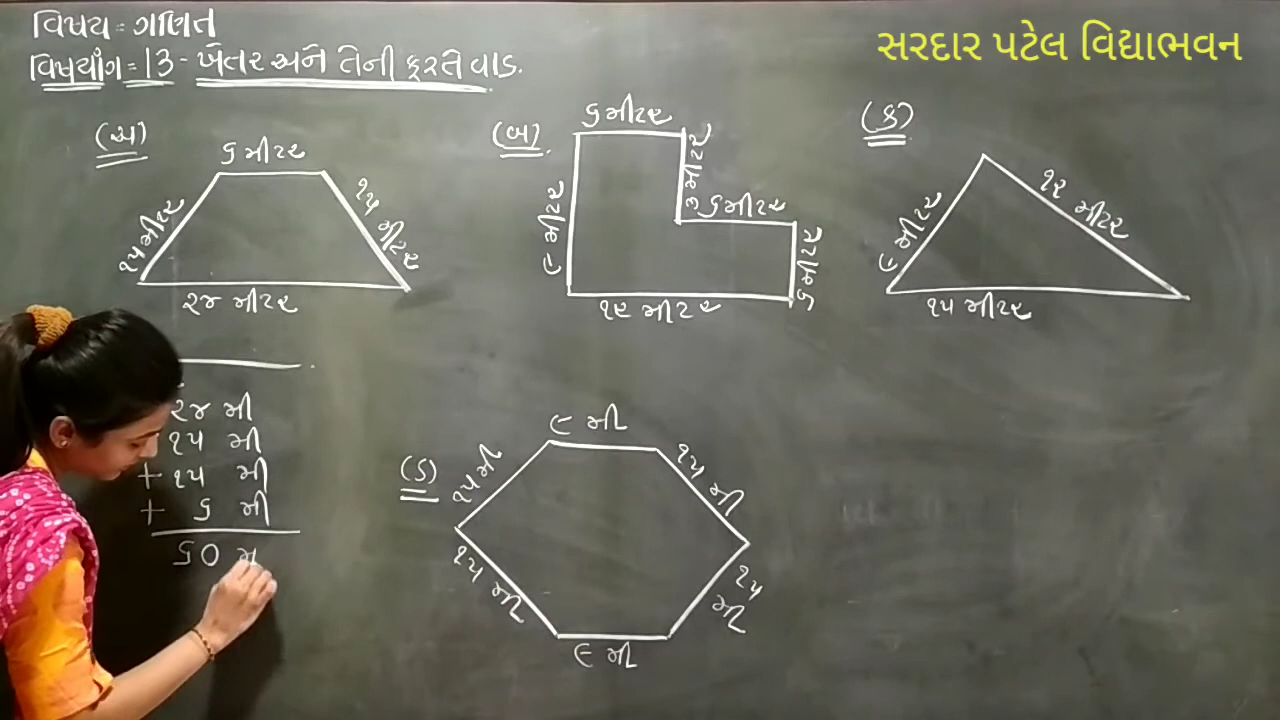 વિષય = ગણિત
સરદાર પટેલ વિદ્યાભવન
વિષયાંગ = 13 - ખેતર અને તેની ફરતે વાડ.
(અ)
૬ મીટર
૧૫ મીટર
૧૫ મીટર
૨૪ મીટર
(બ)
૬ મીટર
૩ મીટર
૬ મીટર
૯ મીટર
૬ મીટર
૧૨ મીટર
(ક)
૯ મીટર
૧૨ મીટર
૧૫ મીટર
૨૪ મી
૧૫ મી
+ ૧૫ મી
+ ૬ મી
૬૦ મ
(ડ)
૯ મી
૧૫ મી
૧૫ મી
૧૫ મી
૧૫ મી
૯ મી